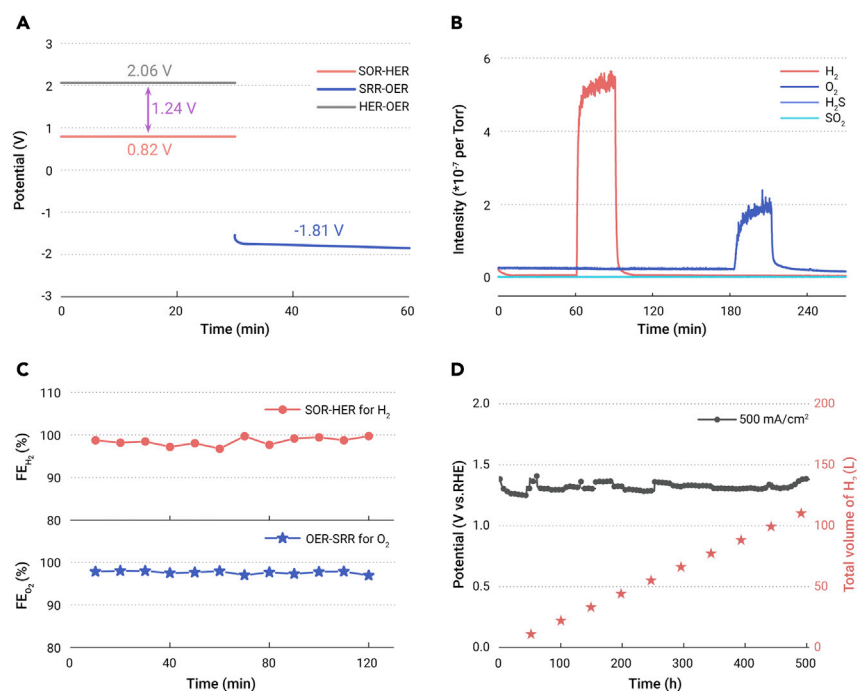 A
Potential (V)
3
2
1
0
-1
-2
-3
2.06 V
1.24 V
0.82 V
-1.81 V
SOR-HER
SRR-OER
HER-OER
0
20
40
60
Time (min)
B
Intensity (*10⁻⁷ per Torr)
6
4
2
0
H₂
O₂
H₂S
SO₂
0
60
120
180
240
Time (min)
C
FE_H₂ (%)
110
100
90
80
SOR-HER for H₂
FE_O₂ (%)
100
90
80
OER-SRR for O₂
0
40
80
120
Time (min)
D
Potential (V vs.RHE)
2.0
1.5
1.0
0.5
0.0
500 mA/cm²
200
150
100
50
0
Total volume of H₂(L)
0
100
200
300
400
500
Time (h)